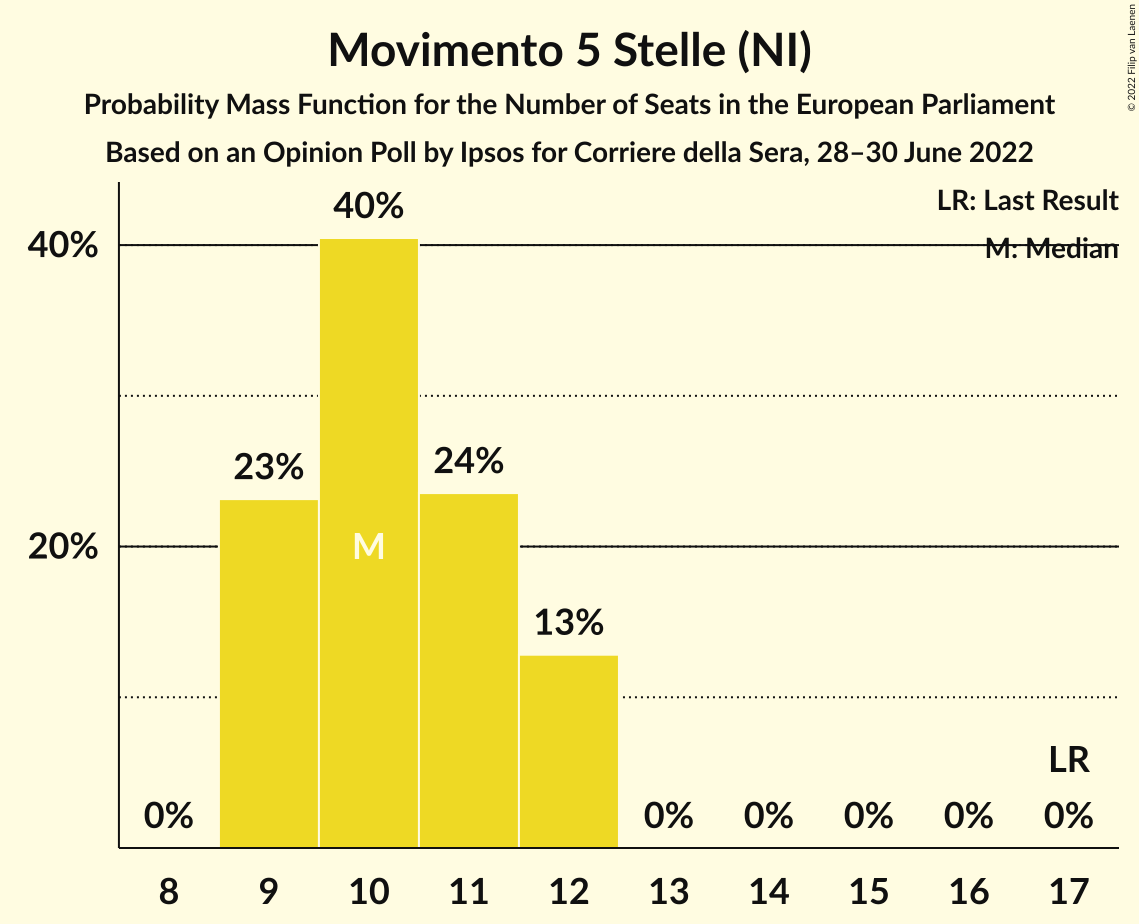 Movimento 5 Stelle (NI)
Probability Mass Function for the Number of Seats in the European Parliament
Based on an Opinion Poll by Ipsos for Corriere della Sera, 28–30 June 2022
© 2022 Filip van Laenen
LR: Last Result
M: Median
40%
20%
0%
23%
40%
M
24%
13%
0%
0%
0%
0%
LR
0%
8 9 10 11 12 13 14 15 16 17